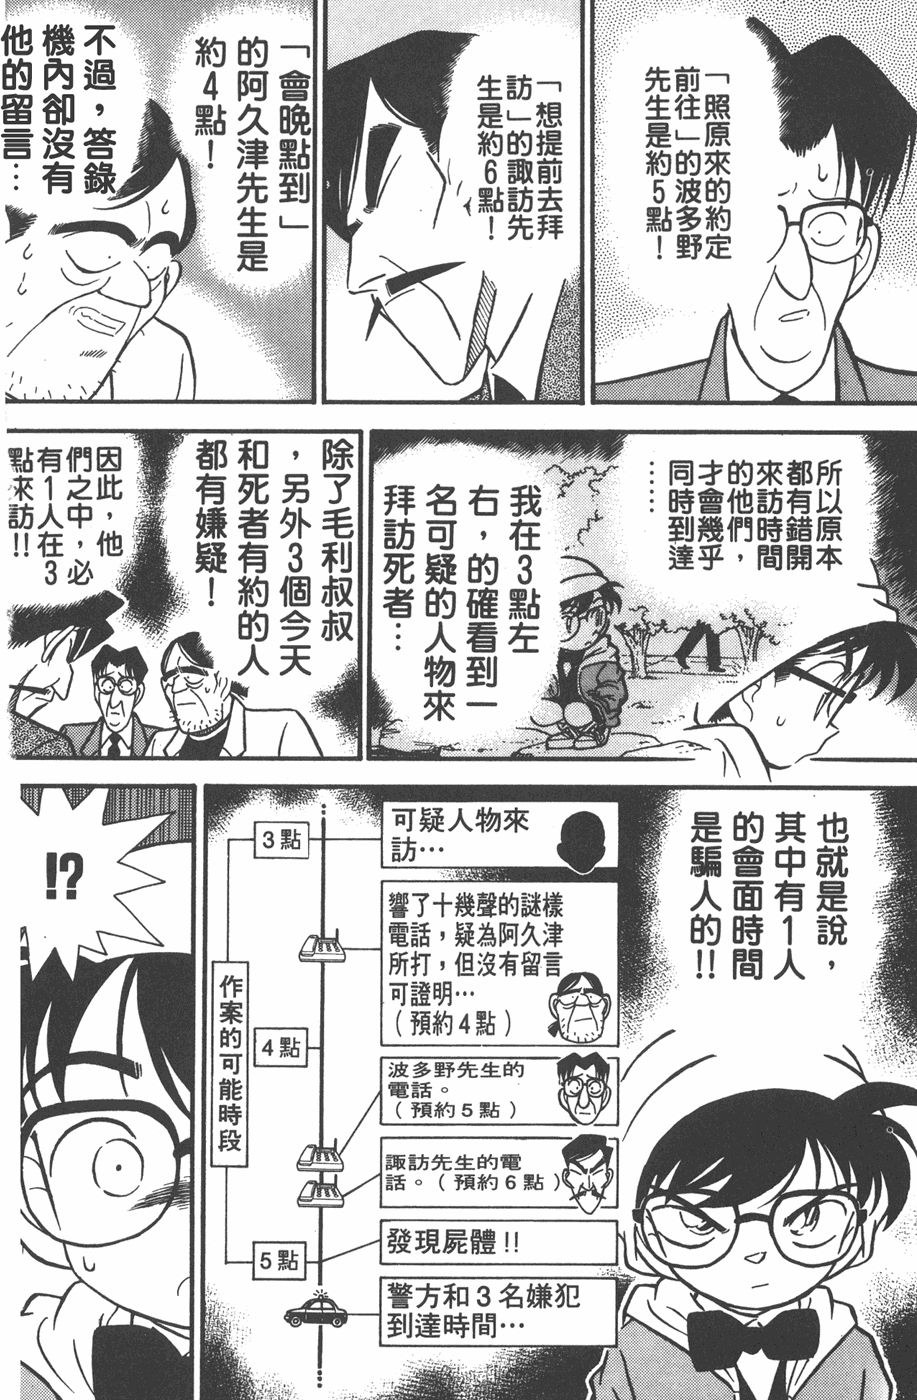 「照原來的約定
前往」的波多野
先生是約5點!
「想提前去拜
訪」的諏訪先
生是約6點!
「會晚點到」
的阿久津先生是
約4點!
不過，答錄
機內卻沒有
他的留言…
所以原本
都有錯開
來訪時間
的他們，
才會幾乎
同時到達
……
我在3點左
右，的確看到一
名可疑的人物來
拜訪死者…
除了毛利叔叔
，另外3個今天
和死者有約的人
都有嫌疑!
因此，他
們之中，必
有1人在3
點來訪!!
也就是說，
其中有1人
的會面時間
是騙人的!!
作案的可能時段
3點
可疑人物來
訪…
響了十幾聲的謎樣
電話，疑為阿久津
所打，但沒有留言
可證明…
(預約4點)
4點
波多野先生的
電話。
(預約5點)
諏訪先生的電
話。(預約6點)
5點
發現屍體!!
警方和3名嫌犯
到達時間…
!?